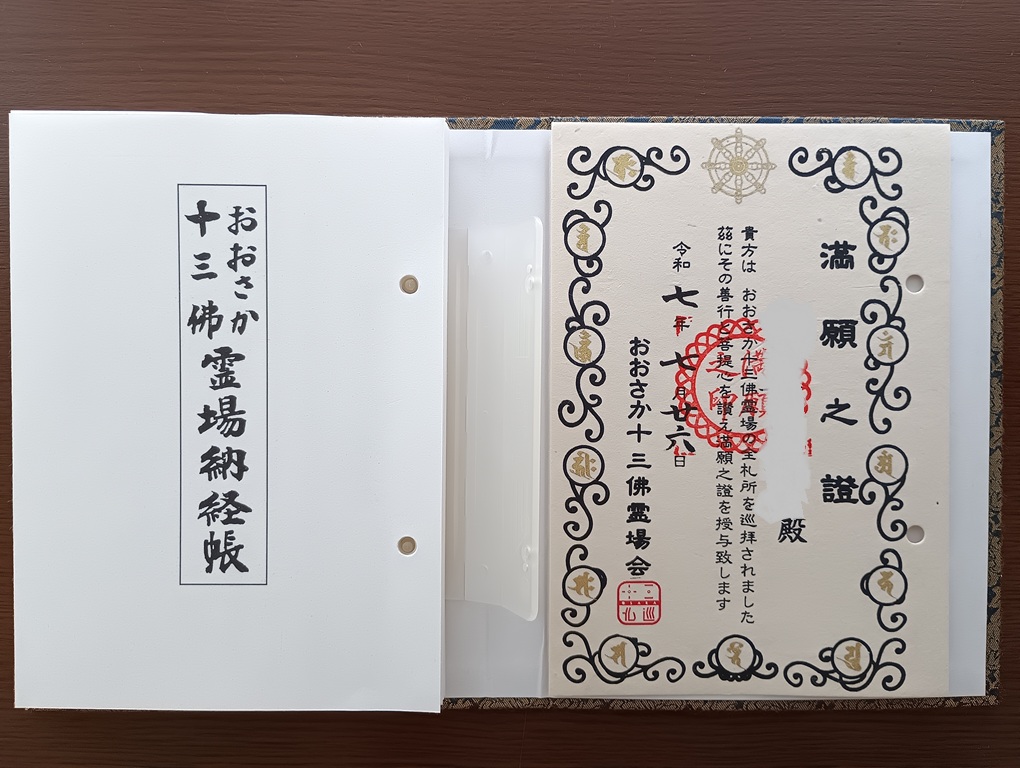 おおさか
十三佛霊場納経帳
満願之證
殿
貴方は おおさか十三佛霊場の全札所を巡拝されました
茲にその善行と菩提心を讃え満願之證を授与致します
令和七年七月廿六日
おおさか十三佛霊場会